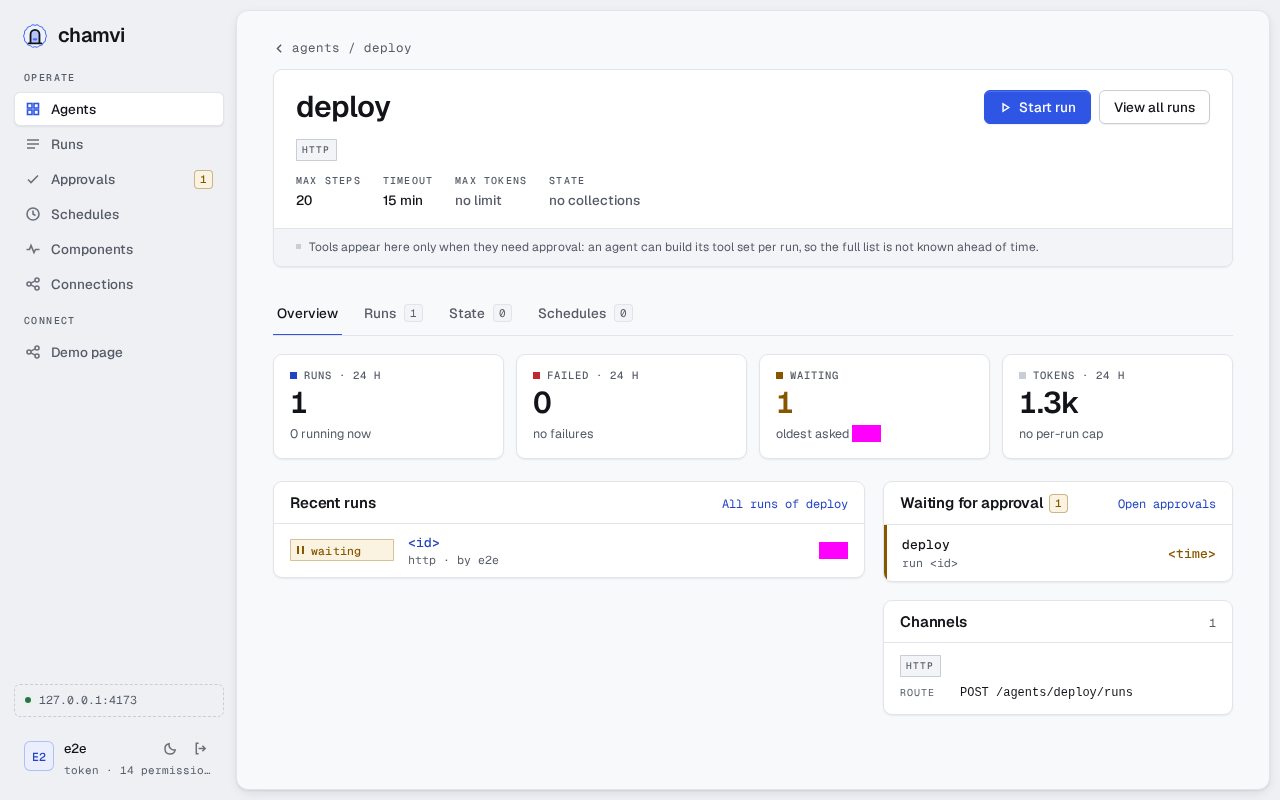 chamvi
OPERATE
Agents
Runs
Approvals 1
Schedules
Components
Connections
CONNECT
Demo page
127.0.0.1:4173
E2
e2e
token · 14 permissio…
agents / deploy
deploy
Start run
View all runs
HTTP
MAX STEPS TIMEOUT MAX TOKENS STATE
20 15 min no limit no collections
Tools appear here only when they need approval: an agent can build its tool set per run, so the full list is not known ahead of time.
Overview Runs 1 State 0 Schedules 0
RUNS · 24 H
1
0 running now
FAILED · 24 H
0
no failures
WAITING
1
oldest asked
TOKENS · 24 H
1.3k
no per-run cap
Recent runs All runs of deploy
waiting
<id>
http · by e2e
Waiting for approval 1 Open approvals
deploy
run <id>
<time>
Channels 1
HTTP
ROUTE POST /agents/deploy/runs